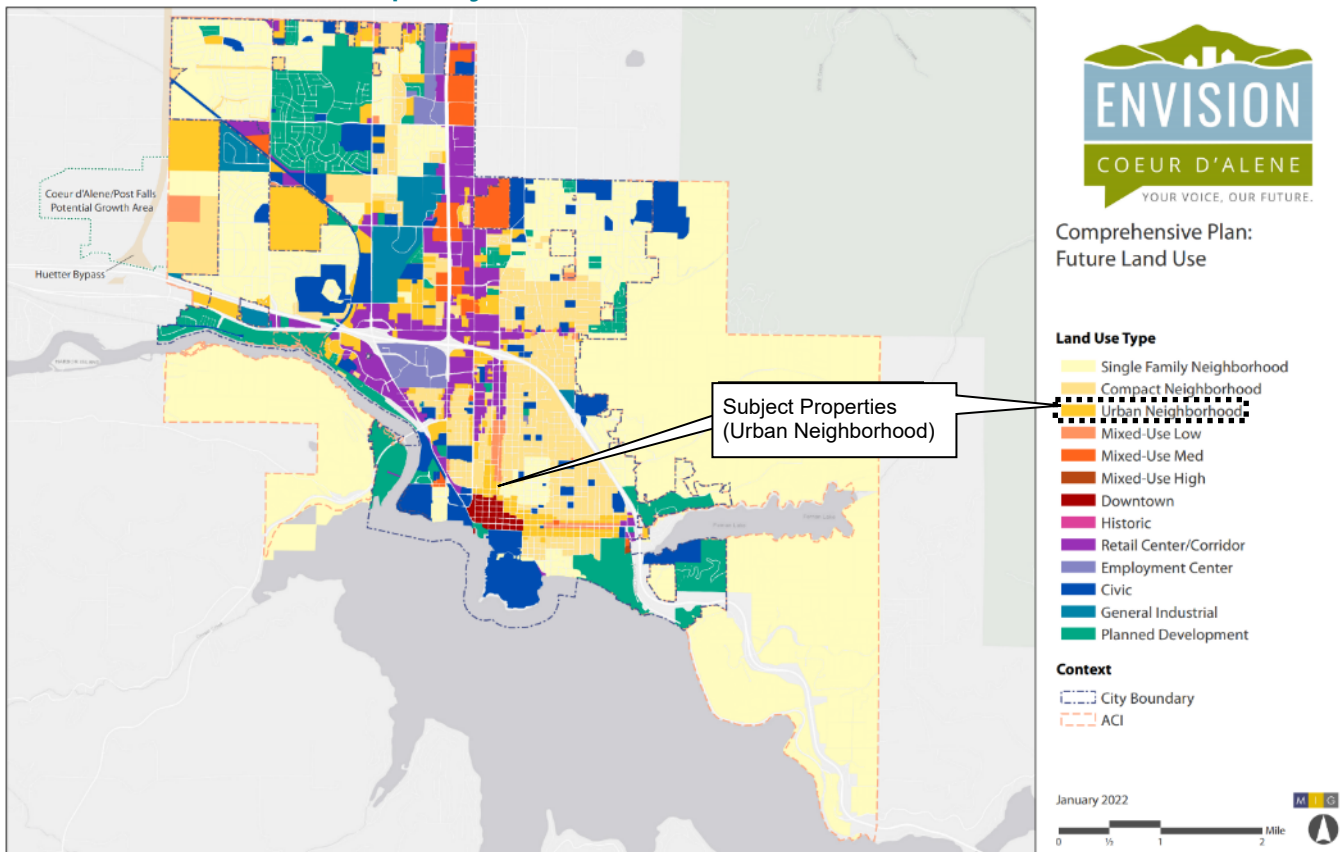 Coeur d'Alene/Post Falls
Potential Growth Area
Huetter Bypass
Subject Properties
(Urban Neighborhood)
ENVISION
COEUR D'ALENE
YOUR VOICE, OUR FUTURE.
Comprehensive Plan:
Future Land Use
Land Use Type
Single Family Neighborhood
Compact Neighborhood
Urban Neighborhood
Mixed-Use Low
Mixed-Use Med
Mixed-Use High
Downtown
Historic
Retail Center/Corridor
Employment Center
Civic
General Industrial
Planned Development
Context
City Boundary
ACI
January 2022
M I G
Mile
0 ½ 1 2